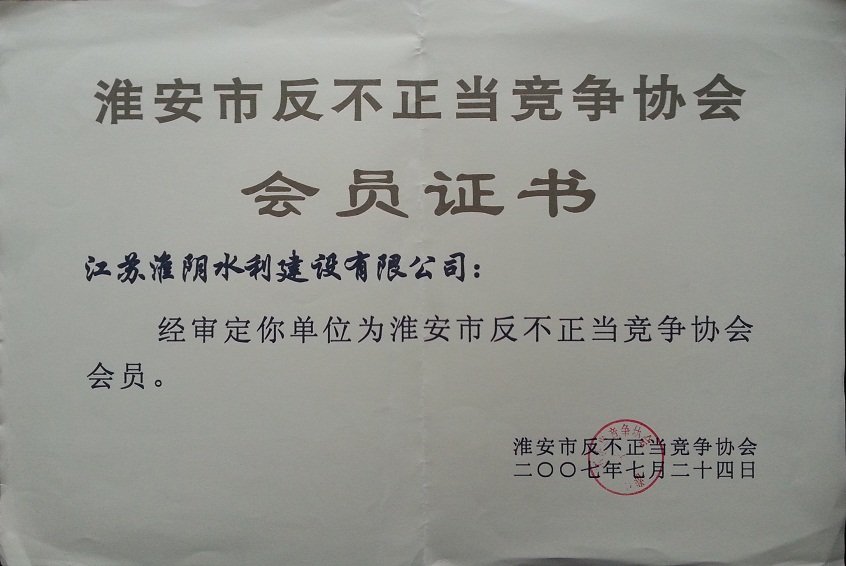 淮安市反不正当竞争协会
会员证书
江苏淮阴水利建设有限公司：
经审定你单位为淮安市反不正当竞争协会
会员。
淮安市反不正当竞争协会
二〇〇七年七月二十四日